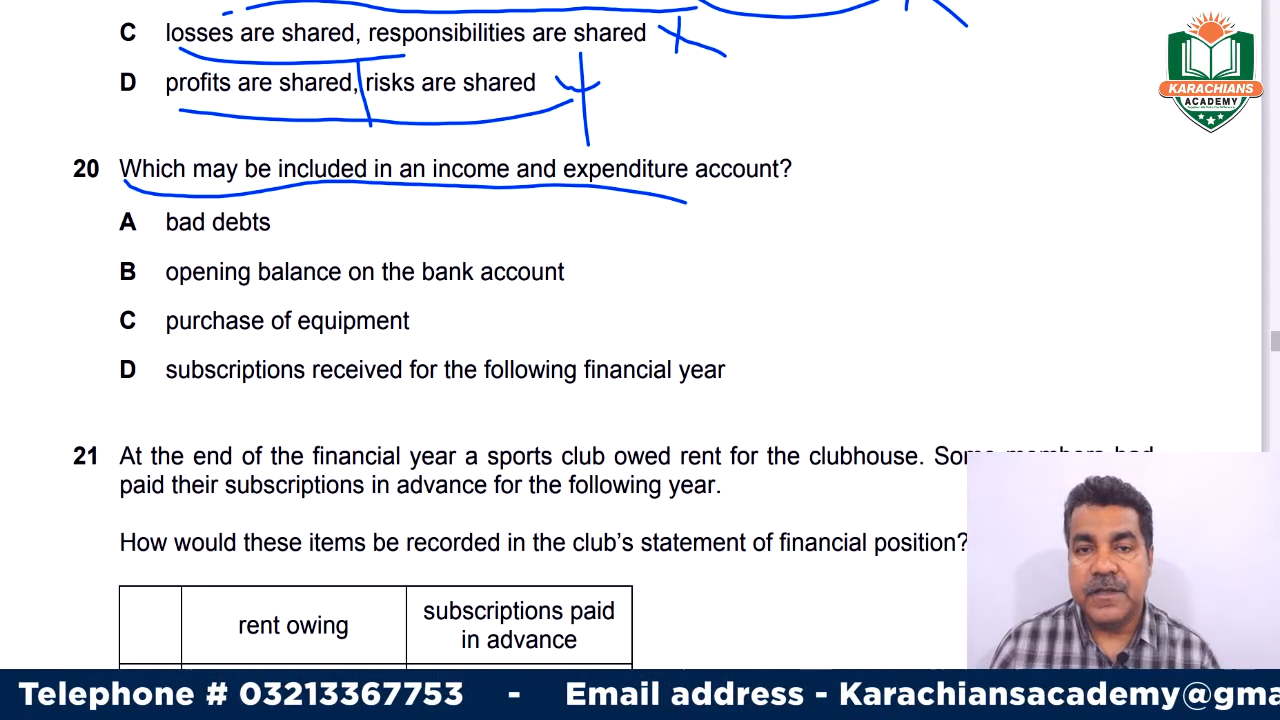 C losses are shared, responsibilities are shared
D profits are shared, risks are shared
KARACHIANS
ACADEMY
20 Which may be included in an income and expenditure account?
A bad debts
B opening balance on the bank account
C purchase of equipment
D subscriptions received for the following financial year
21 At the end of the financial year a sports club owed rent for the clubhouse. Some members had
paid their subscriptions in advance for the following year.
How would these items be recorded in the club’s statement of financial position?
rent owing
subscriptions paid
in advance
Telephone # 03213367753 - Email address - Karachiansacademy@gma